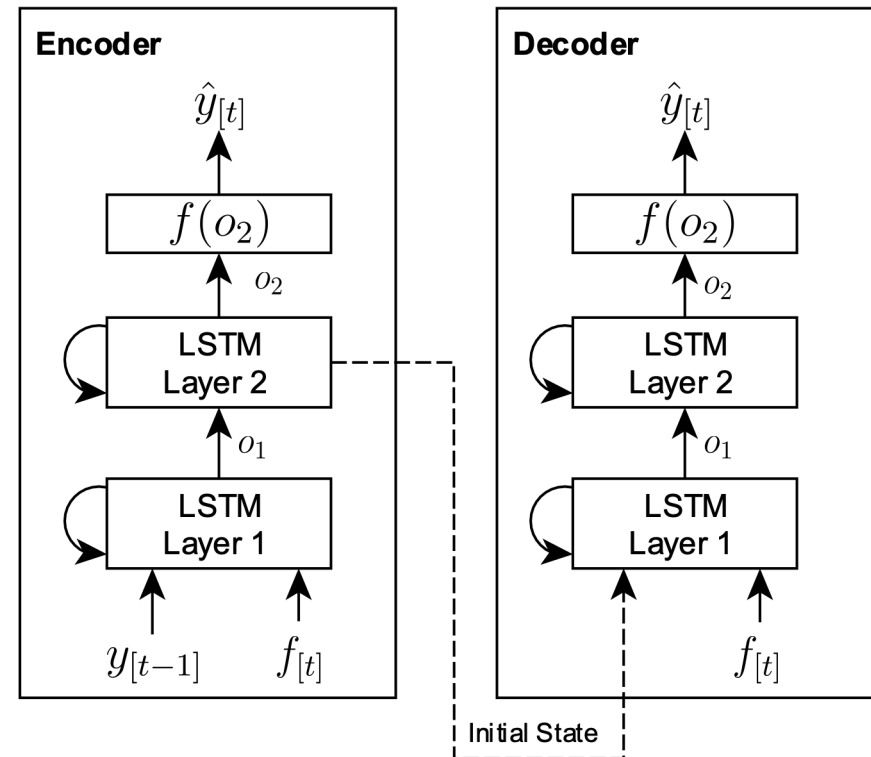 Encoder
ŷ[t]
f(o₂)
o₂
LSTM
Layer 2
o₁
LSTM
Layer 1
y[t−1] f[t]
Decoder
ŷ[t]
f(o₂)
o₂
LSTM
Layer 2
o₁
LSTM
Layer 1
f[t]
Initial State